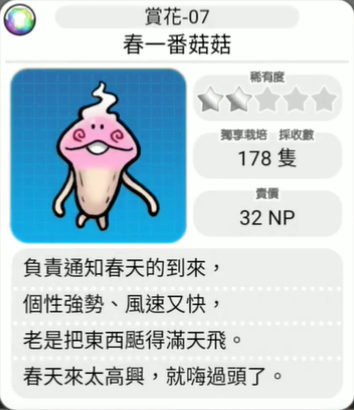 賞花-07
春一番菇菇
稀有度
獨享栽培 採收數
178 隻
賣價
32 NP
負責通知春天的到來，
個性強勢、風速又快，
老是把東西颳得滿天飛。
春天來太高興，就嗨過頭了。